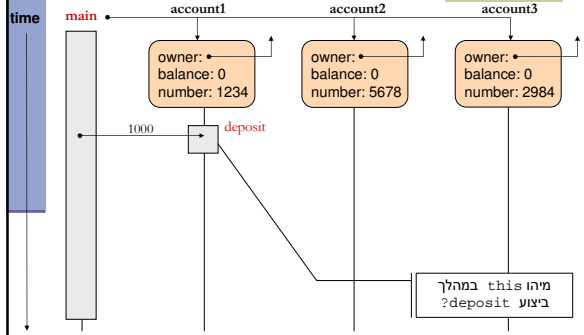 time
main
account1
account2
account3
owner:
balance: 0
number: 1234
owner:
balance: 0
number: 5678
owner:
balance: 0
number: 2984
1000
deposit
מיהו this במהלך
ביצוע deposit?